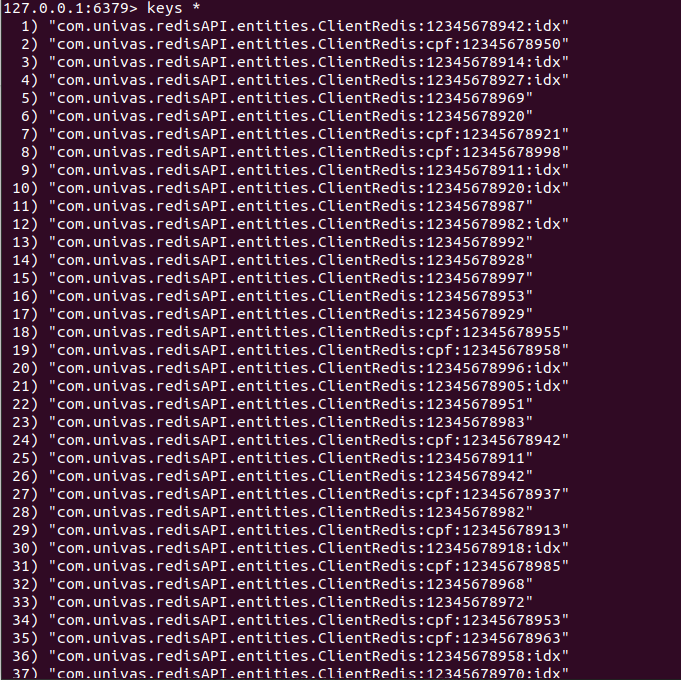 127.0.0.1:6379> keys *
1) "com.univas.redisAPI.entities.ClientRedis:12345678942:idx"
2) "com.univas.redisAPI.entities.ClientRedis:cpf:12345678950"
3) "com.univas.redisAPI.entities.ClientRedis:12345678914:idx"
4) "com.univas.redisAPI.entities.ClientRedis:12345678927:idx"
5) "com.univas.redisAPI.entities.ClientRedis:12345678969"
6) "com.univas.redisAPI.entities.ClientRedis:12345678920"
7) "com.univas.redisAPI.entities.ClientRedis:cpf:12345678921"
8) "com.univas.redisAPI.entities.ClientRedis:cpf:12345678998"
9) "com.univas.redisAPI.entities.ClientRedis:12345678911:idx"
10) "com.univas.redisAPI.entities.ClientRedis:12345678920:idx"
11) "com.univas.redisAPI.entities.ClientRedis:12345678987"
12) "com.univas.redisAPI.entities.ClientRedis:12345678982:idx"
13) "com.univas.redisAPI.entities.ClientRedis:12345678992"
14) "com.univas.redisAPI.entities.ClientRedis:12345678928"
15) "com.univas.redisAPI.entities.ClientRedis:12345678997"
16) "com.univas.redisAPI.entities.ClientRedis:12345678953"
17) "com.univas.redisAPI.entities.ClientRedis:12345678929"
18) "com.univas.redisAPI.entities.ClientRedis:cpf:12345678955"
19) "com.univas.redisAPI.entities.ClientRedis:cpf:12345678958"
20) "com.univas.redisAPI.entities.ClientRedis:12345678996:idx"
21) "com.univas.redisAPI.entities.ClientRedis:12345678905:idx"
22) "com.univas.redisAPI.entities.ClientRedis:12345678951"
23) "com.univas.redisAPI.entities.ClientRedis:12345678983"
24) "com.univas.redisAPI.entities.ClientRedis:cpf:12345678942"
25) "com.univas.redisAPI.entities.ClientRedis:12345678911"
26) "com.univas.redisAPI.entities.ClientRedis:12345678942"
27) "com.univas.redisAPI.entities.ClientRedis:cpf:12345678937"
28) "com.univas.redisAPI.entities.ClientRedis:12345678982"
29) "com.univas.redisAPI.entities.ClientRedis:cpf:12345678913"
30) "com.univas.redisAPI.entities.ClientRedis:12345678918:idx"
31) "com.univas.redisAPI.entities.ClientRedis:cpf:12345678985"
32) "com.univas.redisAPI.entities.ClientRedis:12345678968"
33) "com.univas.redisAPI.entities.ClientRedis:12345678972"
34) "com.univas.redisAPI.entities.ClientRedis:cpf:12345678953"
35) "com.univas.redisAPI.entities.ClientRedis:cpf:12345678963"
36) "com.univas.redisAPI.entities.ClientRedis:12345678958:idx"
37) "com.univas.redisAPI.entities.ClientRedis:12345678970:idx"